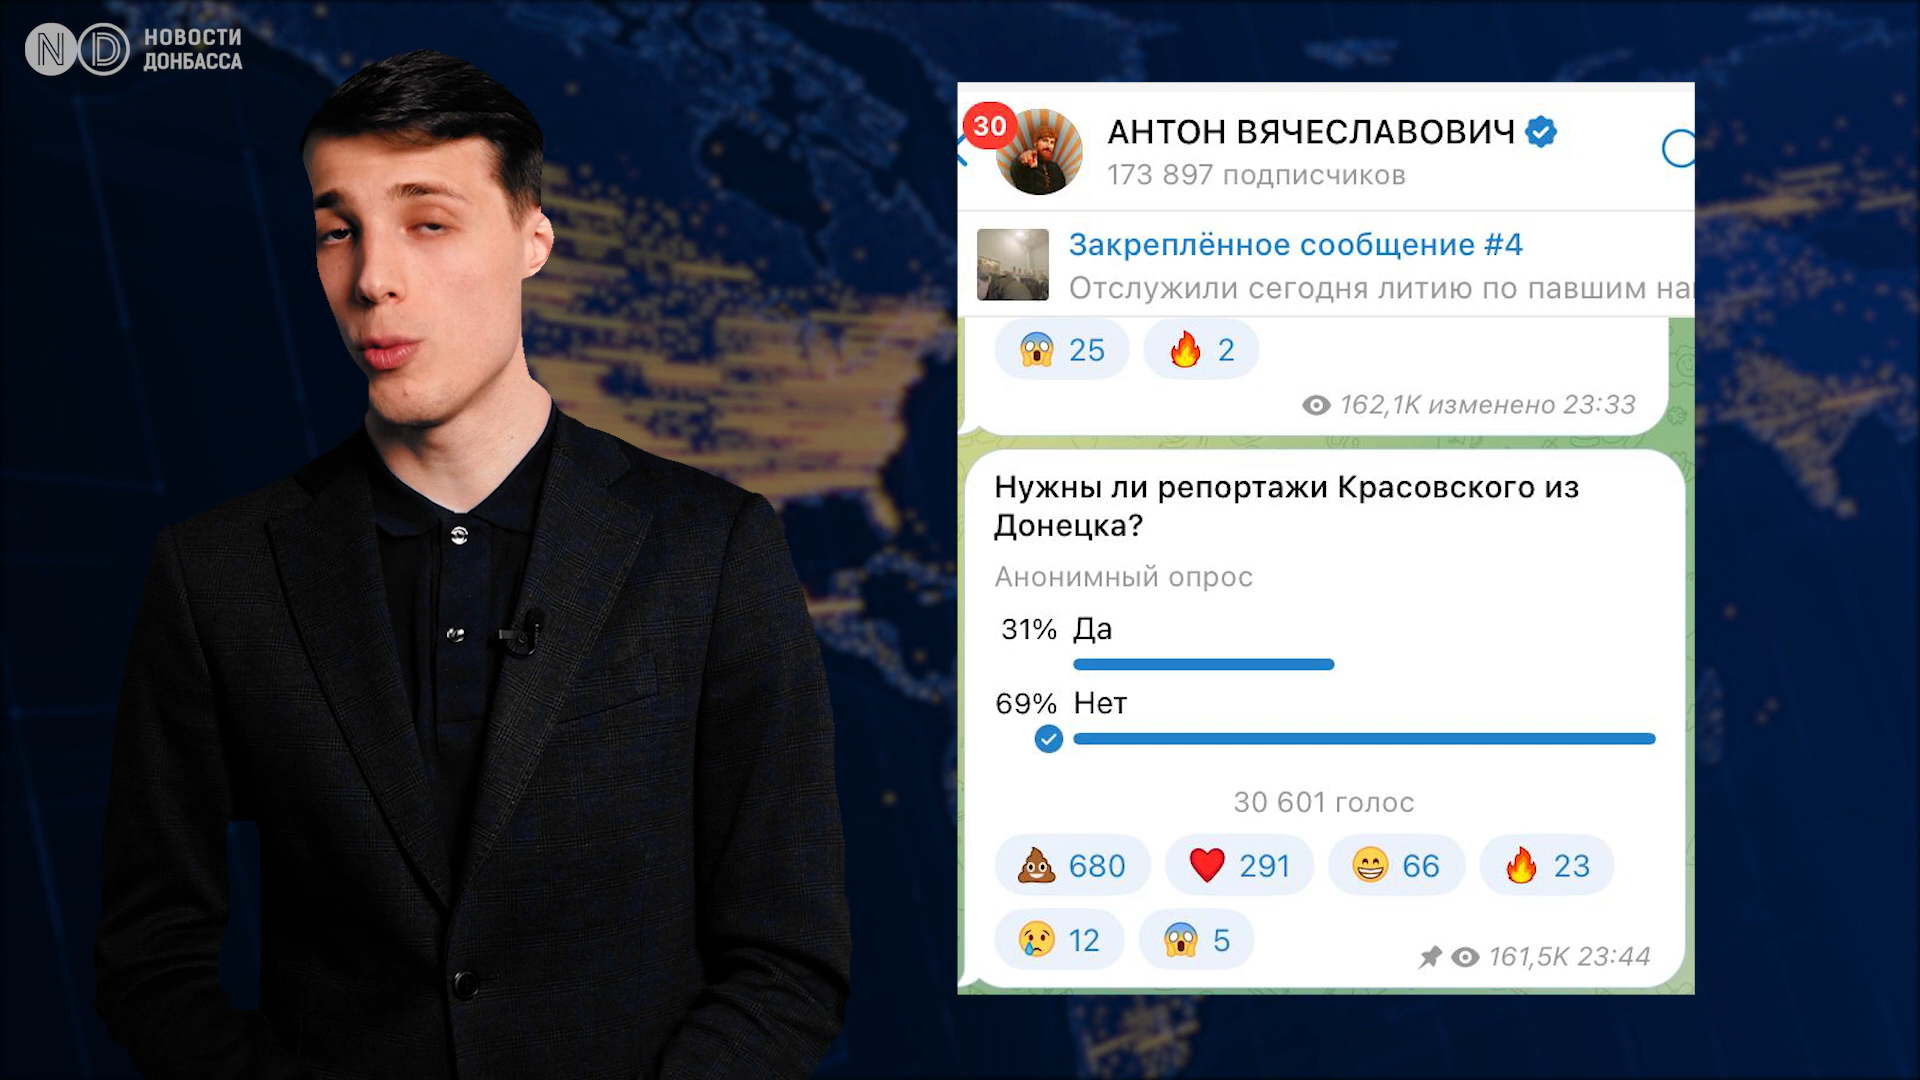 ND НОВОСТИ
ДОНБАССА
30
АНТОН ВЯЧЕСЛАВОВИЧ
173 897 подписчиков
Закреплённое сообщение #4
Отслужили сегодня литию по павшим
25 2
162,1K изменено 23:33
Нужны ли репортажи Красовского из
Донецка?
Анонимный опрос
31% Да
69% Нет
30 601 голос
680 291 66 23
12 5
161,5K 23:44